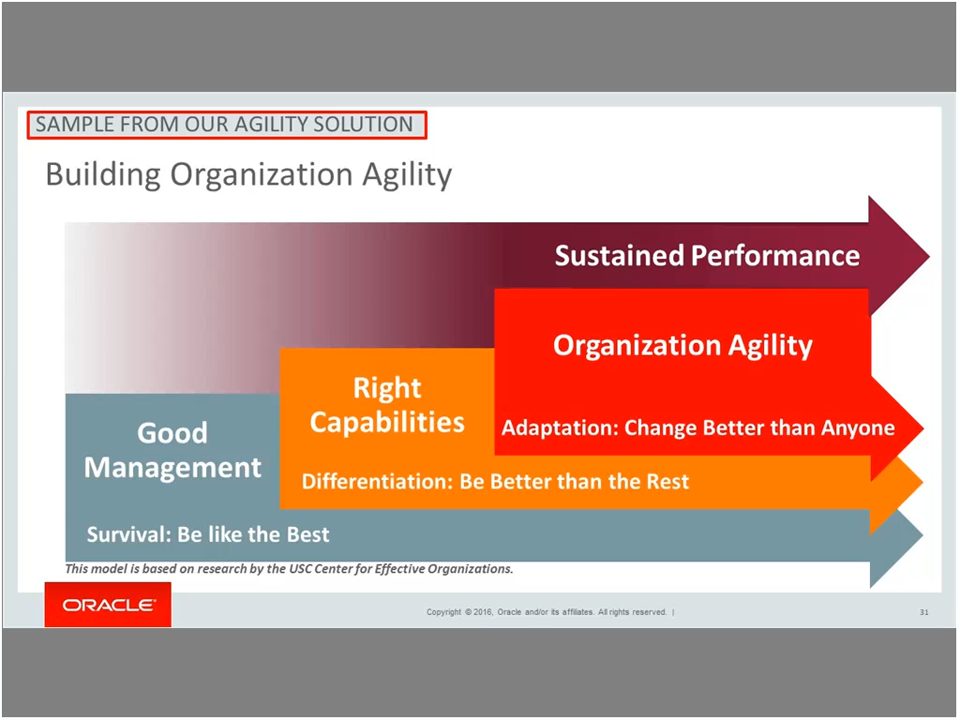 SAMPLE FROM OUR AGILITY SOLUTION
Building Organization Agility
Sustained Performance
Organization Agility
Adaptation: Change Better than Anyone
Right
Capabilities
Differentiation: Be Better than the Rest
Good
Management
Survival: Be like the Best
This model is based on research by the USC Center for Effective Organizations.
ORACLE
Copyright © 2016, Oracle and/or its affiliates. All rights reserved. |
31